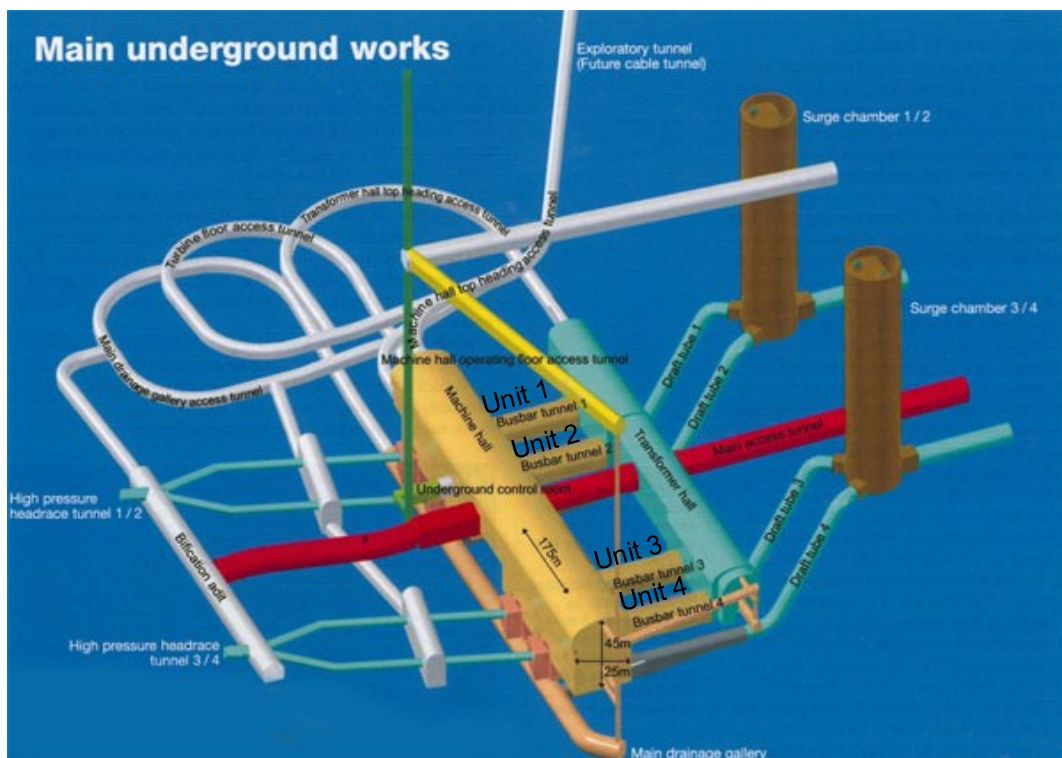 Main underground works
Exploratory tunnel
(Future cable tunnel)
Surge chamber 1 / 2
Transformer hall top heading access tunnel
Turbine floor access tunnel
Machine hall top heading access tunnel
Surge chamber 3 / 4
Main drainage gallery access tunnel
Machine hall operating floor access tunnel
Draft tube 1
Draft tube 2
Unit 1
Busbar tunnel 1
Machine hall
Unit 2
Busbar tunnel 2
Transformer hall
Main access tunnel
Underground control room
High pressure
headrace tunnel 1 / 2
Draft tube 3
Draft tube 4
Bification adit
175m
Unit 3
Busbar tunnel 3
Unit 4
Busbar tunnel 4
High pressure headrace
tunnel 3 / 4
45m
25m
Main drainage gallery